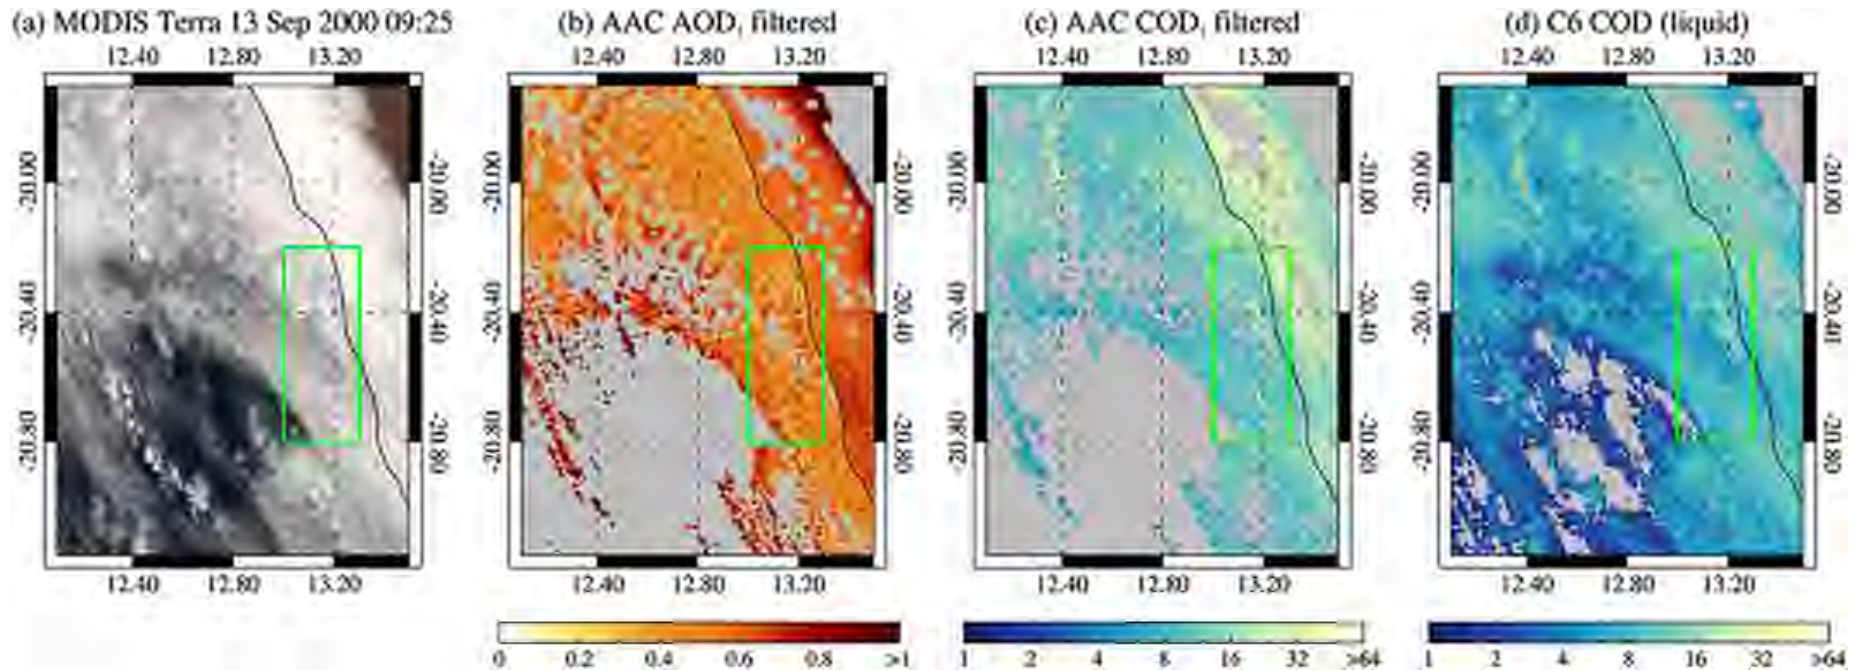 (a) MODIS Terra 13 Sep 2000 09:25 (b) AAC AOD, filtered (c) AAC COD, filtered (d) C6 COD (liquid)
12.40 12.80 13.20 12.40 12.80 13.20 12.40 12.80 13.20 12.40 12.80 13.20
-20.00 -20.00 -20.00 -20.00 -20.00 -20.00 -20.00 -20.00
-20.40 -20.40 -20.40 -20.40 -20.40 -20.40 -20.40 -20.40
-20.80 -20.80 -20.80 -20.80 -20.80 -20.80 -20.80 -20.80
12.40 12.80 13.20 12.40 12.80 13.20 12.40 12.80 13.20 12.40 12.80 13.20
0 0.2 0.4 0.6 0.8 >1 1 2 4 8 16 32 >64 1 2 4 8 16 32 >64